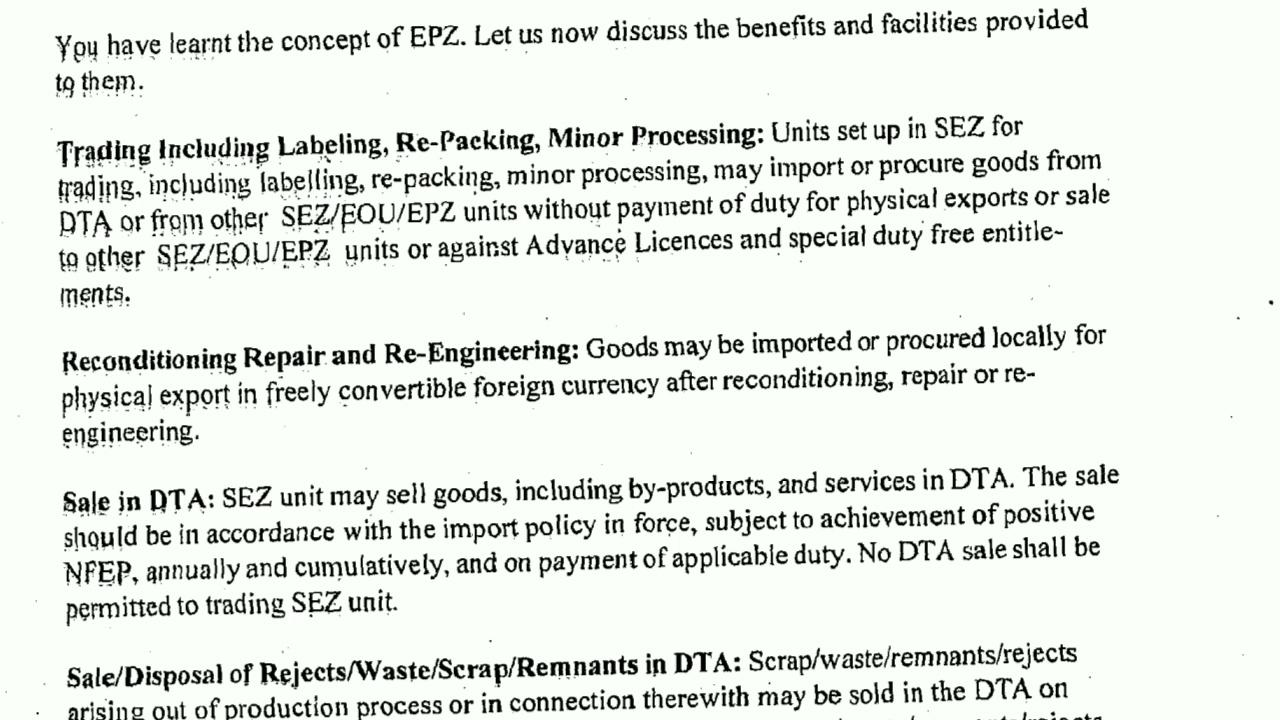 You have learnt the concept of EPZ. Let us now discuss the benefits and facilities provided
to them.
Trading Including Labeling, Re-Packing, Minor Processing: Units set up in SEZ for
trading, including labelling, re-packing, minor processing, may import or procure goods from
DTA or from other SEZ/EOU/EPZ units without payment of duty for physical exports or sale
to other SEZ/EOU/EPZ units or against Advance Licences and special duty free entitle-
ments.
Reconditioning Repair and Re-Engineering: Goods may be imported or procured locally for
physical export in freely convertible foreign currency after reconditioning, repair or re-
engineering.
Sale in DTA: SEZ unit may sell goods, including by-products, and services in DTA. The sale
should be in accordance with the import policy in force, subject to achievement of positive
NFEP, annually and cumulatively, and on payment of applicable duty. No DTA sale shall be
permitted to trading SEZ unit.
Sale/Disposal of Rejects/Waste/Scrap/Remnants in DTA: Scrap/waste/remnants/rejects
arising out of production process or in connection therewith may be sold in the DTA on